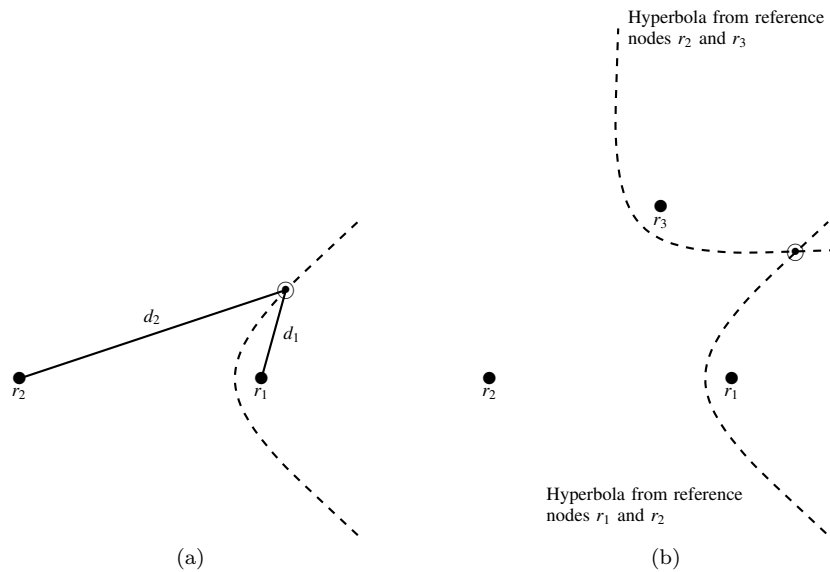 Hyperbola from reference
nodes r2 and r3
r3
d2
d1
r2
r1
r2
r1
Hyperbola from reference
nodes r1 and r2
(a)
(b)